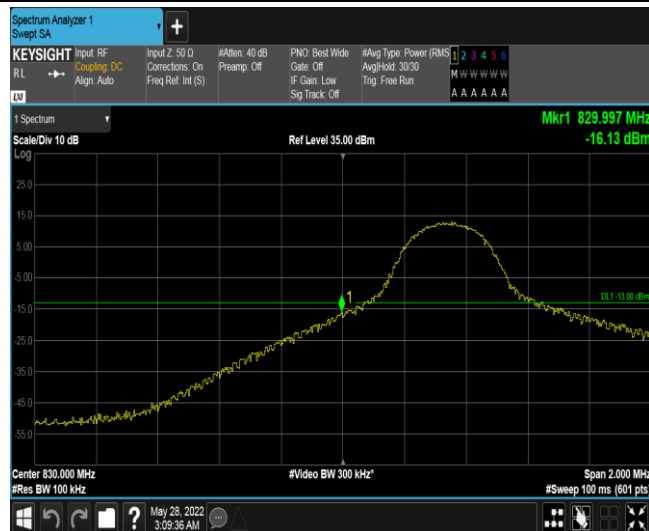 Spectrum Analyzer 1
Swept SA
+
KEYSIGHT
RL
LXI
Input: RF
Coupling: DC
Align: Auto
Input Z: 50 Ω
Corrections: On
Freq Ref: Int (S)
#Atten: 40 dB
Preamp: Off
PNO: Best Wide
Gate: Off
IF Gain: Low
Sig Track: Off
#Avg Type: Power (RMS
Avg|Hold: 30/30
Trig: Free Run
1 2 3 4 5 6
M W W W W W
A A A A A A
1 Spectrum
Scale/Div 10 dB
Log
Ref Level 35.00 dBm
Mkr1 829.997 MHz
-16.13 dBm
25.0
15.0
5.00
-5.00
-15.0
-25.0
-35.0
-45.0
-55.0
1
DL1 -13.00 dBm
Center 830.000 MHz
#Res BW 100 kHz
#Video BW 300 kHz*
Span 2.000 MHz
#Sweep 100 ms (601 pts)
?
May 28, 2022
3:09:36 AM